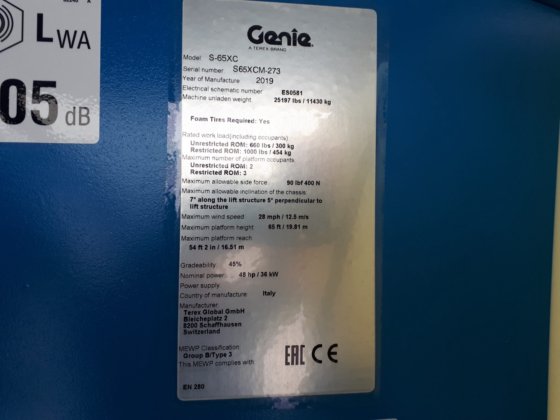 LWA
05 dB
Genie
A TEREX BRAND
Model: S-65XC
Serial number: S65XCM-273
Year of Manufacture: 2019
Electrical schematic number: ES0581
Machine unladen weight: 25197 lbs / 11430 kg
Foam Tires Required: Yes
Rated work load(including occupants)
Unrestricted ROM: 660 lbs / 300 kg
Restricted ROM: 1000 lbs / 454 kg
Maximum number of platform occupants
Unrestricted ROM: 2
Restricted ROM: 3
Maximum allowable side force: 90 lbf 400 N
Maximum allowable inclination of the chassis:
7° along the lift structure 5° perpendicular to
lift structure
Maximum wind speed: 28 mph / 12.5 m/s
Maximum platform height: 65 ft / 19.81 m
Maximum platform reach
54 ft 2 in / 16.51 m
Gradeability: 45%
Nominal power: 48 hp / 36 kW
Power supply:
Country of manufacture: Italy
Manufacturer:
Terex Global GmbH
Bleicheplatz 2
8200 Schaffhausen
Switzerland
MEWP Classification:
Group B/Type 3
This MEWP complies with:
EAC CE
EN 280